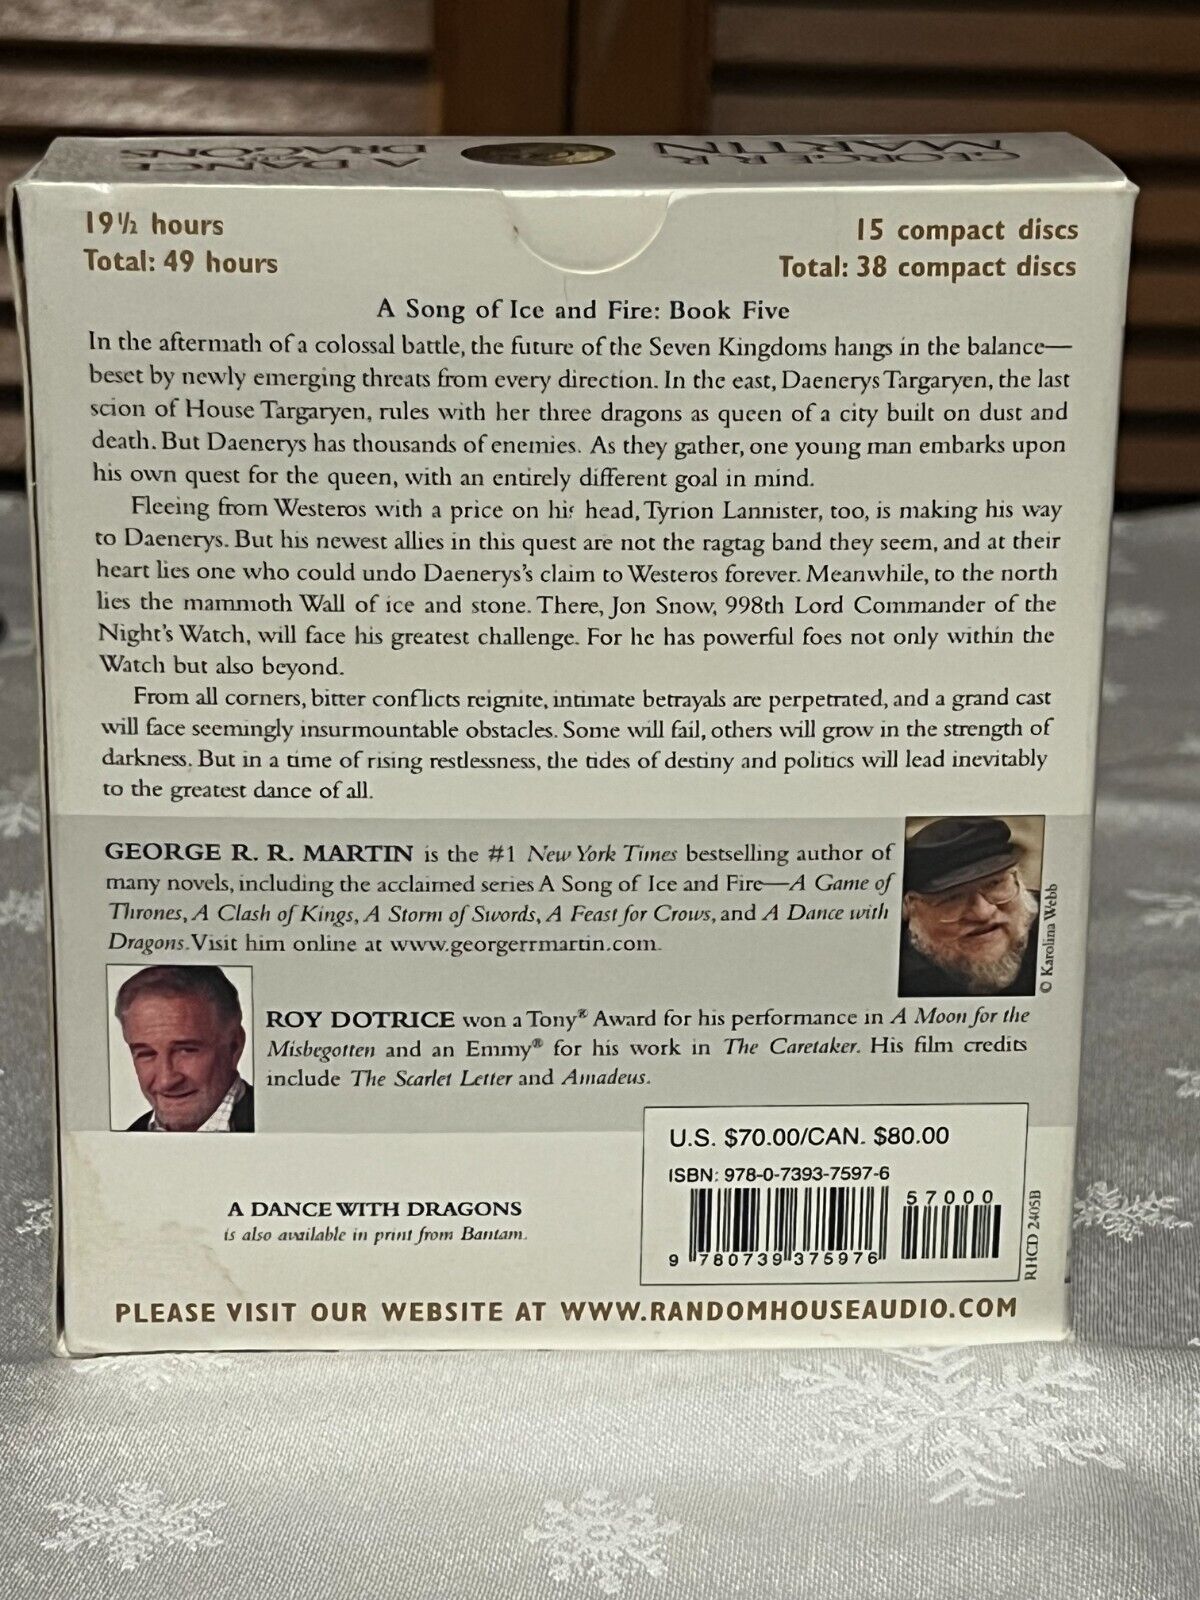 GEORGE R.R. MARTIN
A DANCE WITH DRAGONS
19½ hours
Total: 49 hours
15 compact discs
Total: 38 compact discs
A Song of Ice and Fire: Book Five
In the aftermath of a colossal battle, the future of the Seven Kingdoms hangs in the balance—
beset by newly emerging threats from every direction. In the east, Daenerys Targaryen, the last
scion of House Targaryen, rules with her three dragons as queen of a city built on dust and
death. But Daenerys has thousands of enemies. As they gather, one young man embarks upon
his own quest for the queen, with an entirely different goal in mind.
Fleeing from Westeros with a price on his head, Tyrion Lannister, too, is making his way
to Daenerys. But his newest allies in this quest are not the ragtag band they seem, and at their
heart lies one who could undo Daenerys's claim to Westeros forever. Meanwhile, to the north
lies the mammoth Wall of ice and stone. There, Jon Snow, 998th Lord Commander of the
Night's Watch, will face his greatest challenge. For he has powerful foes not only within the
Watch but also beyond.
From all corners, bitter conflicts reignite, intimate betrayals are perpetrated, and a grand cast
will face seemingly insurmountable obstacles. Some will fail, others will grow in the strength of
darkness. But in a time of rising restlessness, the tides of destiny and politics will lead inevitably
to the greatest dance of all.
GEORGE R. R. MARTIN is the #1 New York Times bestselling author of
many novels, including the acclaimed series A Song of Ice and Fire—A Game of
Thrones, A Clash of Kings, A Storm of Swords, A Feast for Crows, and A Dance with
Dragons. Visit him online at www.georgerrmartin.com.
© Karolina Webb
ROY DOTRICE won a Tony® Award for his performance in A Moon for the
Misbegotten and an Emmy® for his work in The Caretaker. His film credits
include The Scarlet Letter and Amadeus.
A DANCE WITH DRAGONS
is also available in print from Bantam.
U.S. $70.00/CAN. $80.00
ISBN: 978-0-7393-7597-6
57000
9 780739 375976
RHCD 2405B
PLEASE VISIT OUR WEBSITE AT WWW.RANDOMHOUSEAUDIO.COM